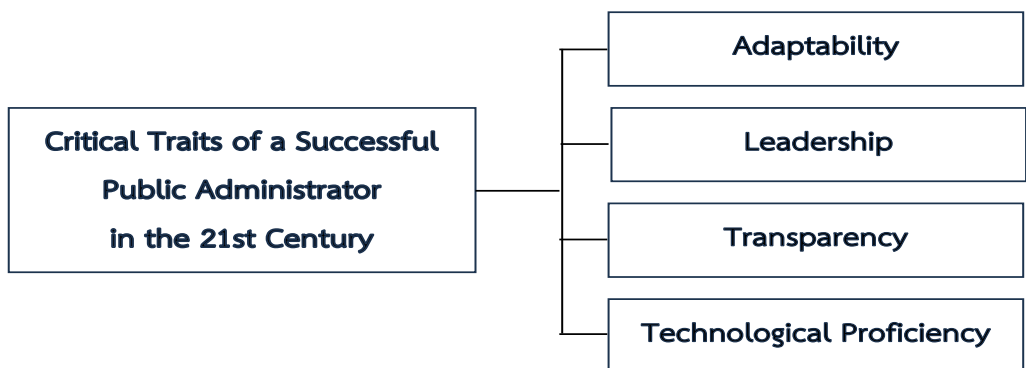 Critical Traits of a Successful
Public Administrator
in the 21st Century
Adaptability
Leadership
Transparency
Technological Proficiency